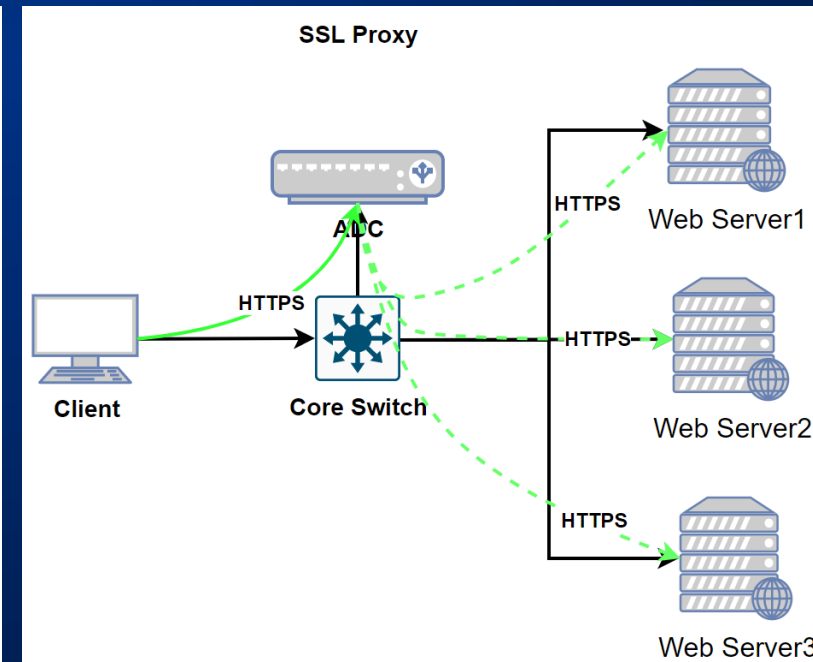 SSL Proxy
ADC
HTTPS
Web Server1
HTTPS
Client
Core Switch
HTTPS
Web Server2
HTTPS
Web Server3